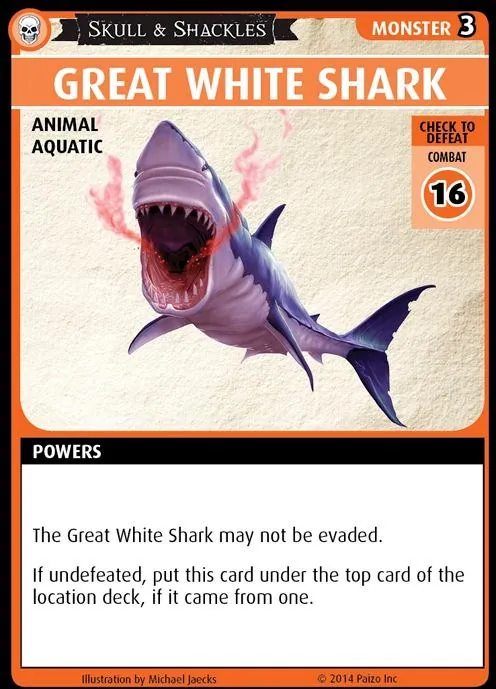 SKULL & SHACKLES
MONSTER 3
GREAT WHITE SHARK
ANIMAL
AQUATIC
CHECK TO
DEFEAT
COMBAT
16
POWERS
The Great White Shark may not be evaded.
If undefeated, put this card under the top card of the
location deck, if it came from one.
Illustration by Michael Jaecks
© 2014 Paizo Inc